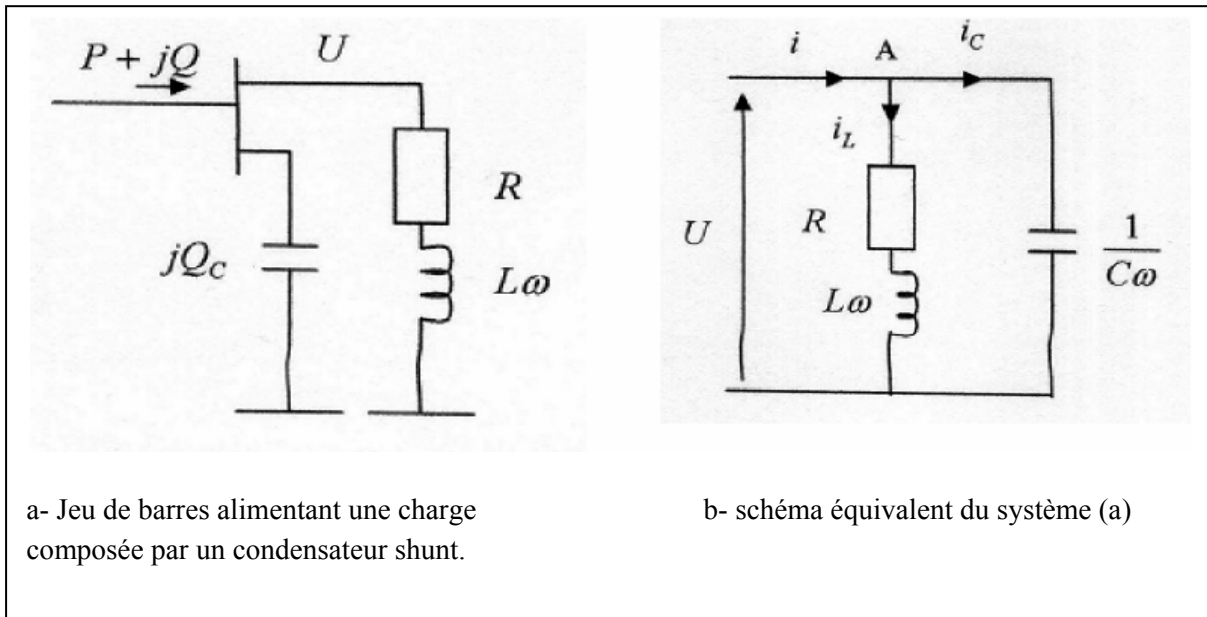 P + jQ
U
R
jQ_C
Lω
i
A
i_C
i_L
U
R
Lω
1
Cω
a- Jeu de barres alimentant une charge
composée par un condensateur shunt.
b- schéma équivalent du système (a)